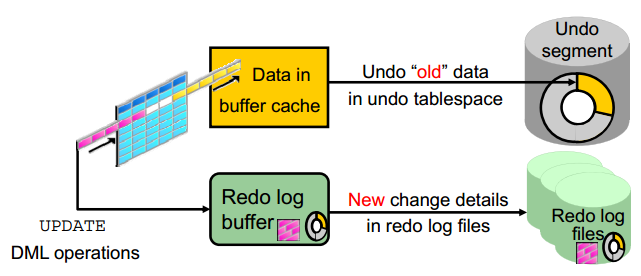 Undo
segment
Data in
buffer cache
Undo “old” data
in undo tablespace
Redo log
buffer
New change details
in redo log files
Redo log
files
UPDATE
DML operations